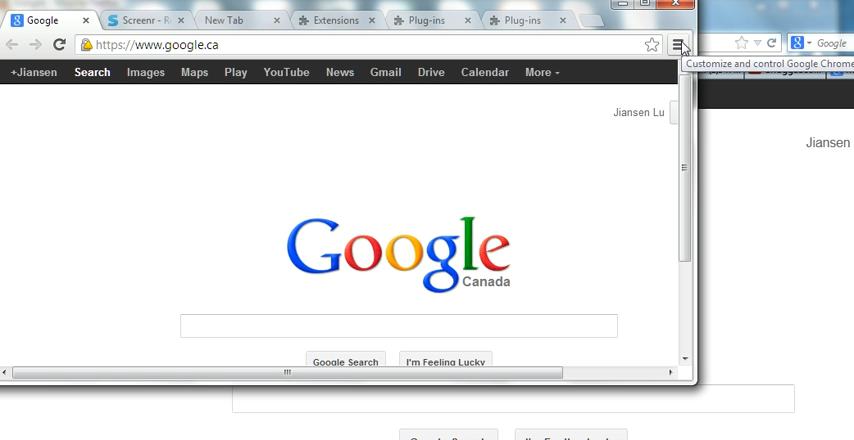 Google Screenr - Re New Tab Extensions Plug-ins Plug-ins
https://www.google.ca
Google
Customize and control Google Chrome
+Jiansen Search Images Maps Play YouTube News Gmail Drive Calendar More
Jiansen Lu
Jiansen
Google
Canada
Google Search I'm Feeling Lucky